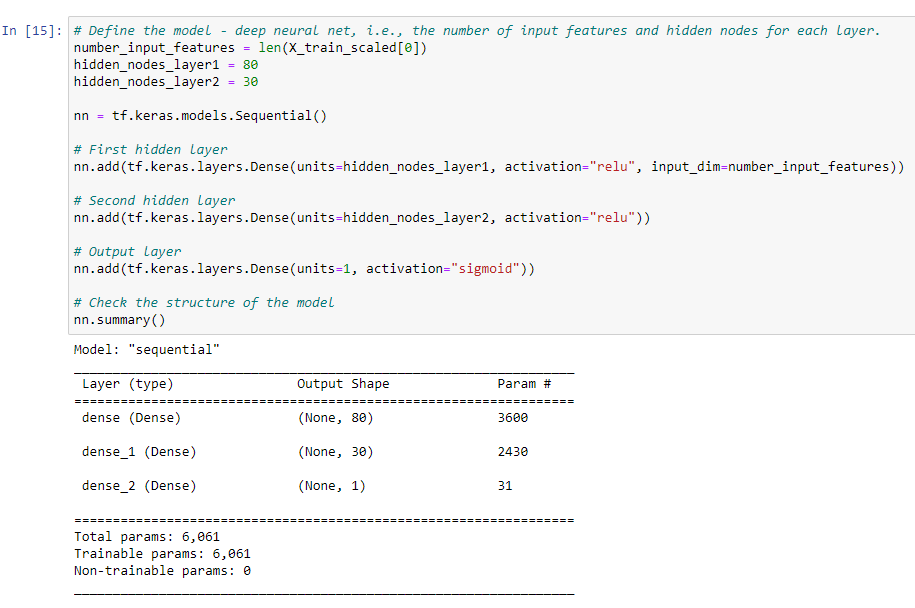 In [15]: # Define the model - deep neural net, i.e., the number of input features and hidden nodes for each layer.
number_input_features = len(X_train_scaled[0])
hidden_nodes_layer1 = 80
hidden_nodes_layer2 = 30
nn = tf.keras.models.Sequential()
# First hidden layer
nn.add(tf.keras.layers.Dense(units=hidden_nodes_layer1, activation="relu", input_dim=number_input_features))
# Second hidden layer
nn.add(tf.keras.layers.Dense(units=hidden_nodes_layer2, activation="relu"))
# Output layer
nn.add(tf.keras.layers.Dense(units=1, activation="sigmoid"))
# Check the structure of the model
nn.summary()
Model: "sequential"
Layer (type) Output Shape Param #
dense (Dense) (None, 80) 3600
dense_1 (Dense) (None, 30) 2430
dense_2 (Dense) (None, 1) 31
Total params: 6,061
Trainable params: 6,061
Non-trainable params: 0